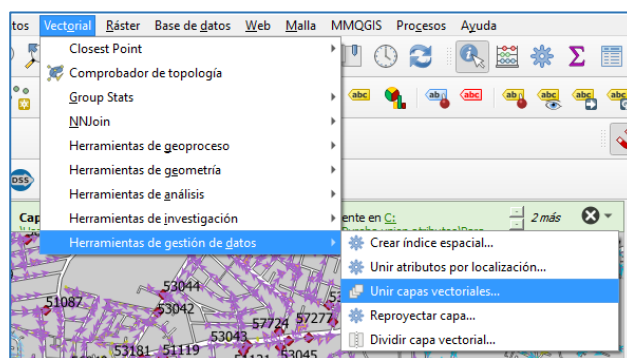 tos Vectorial Ráster Base de datos Web Malla MMQGIS Procesos Ayuda
Closest Point
Comprobador de topología
Group Stats
NNJoin
Herramientas de geoproceso
Herramientas de geometría
Herramientas de análisis
Herramientas de investigación
Herramientas de gestión de datos
Crear índice espacial...
Unir atributos por localización...
Unir capas vectoriales...
Reproyectar capa...
Dividir capa vectorial...
abc
abc
abc
abc
abc
abc
abc
DSS
Cap
ente en C:
2 más
53044
51087
53042
57724
57277
53043
53181
51119
53045